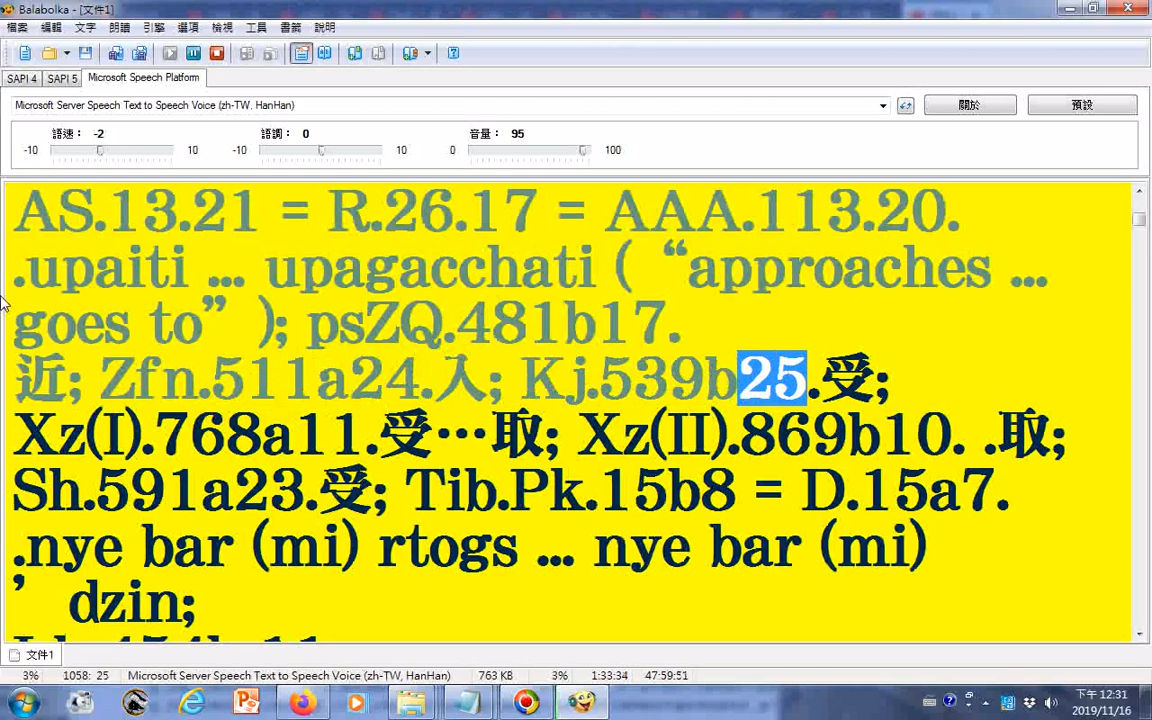 Balabolka - [文件1]
檔案 編輯 文字 朗讀 引擎 選項 檢視 工具 書籤 說明
SAPI 4 SAPI 5 Microsoft Speech Platform
Microsoft Server Speech Text to Speech Voice (zh-TW, HanHan) 關於 預設
語速： -2 語調： 0 音量： 95
-10 10 -10 10 0 100
AS.13.21 = R.26.17 = AAA.113.20.
.upaiti ... upagacchati (“approaches ...
goes to”); psZQ.481b17.
近; Zfn.511a24.入; Kj.539b25.受;
Xz(I).768a11.受…取; Xz(II).869b10. .取;
Sh.591a23.受; Tib.Pk.15b8 = D.15a7.
.nye bar (mi) rtogs ... nye bar (mi)
’ dzin;
文件1
3% 1058: 25 Microsoft Server Speech Text to Speech Voice (zh-TW, HanHan) 763 KB 3% 1:33:34 47:59:51
下午 12:31
2019/11/16